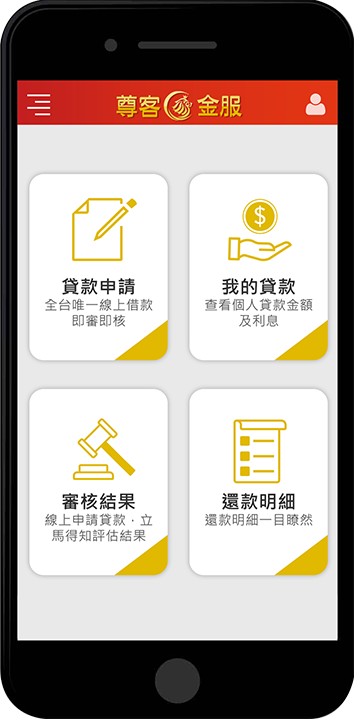 尊客 金服
貸款申請
全台唯一線上借款
即審即核
我的貸款
查看個人貸款金額
及利息
$
審核結果
線上申請貸款，立
馬得知評估結果
還款明細
還款明細一目瞭然